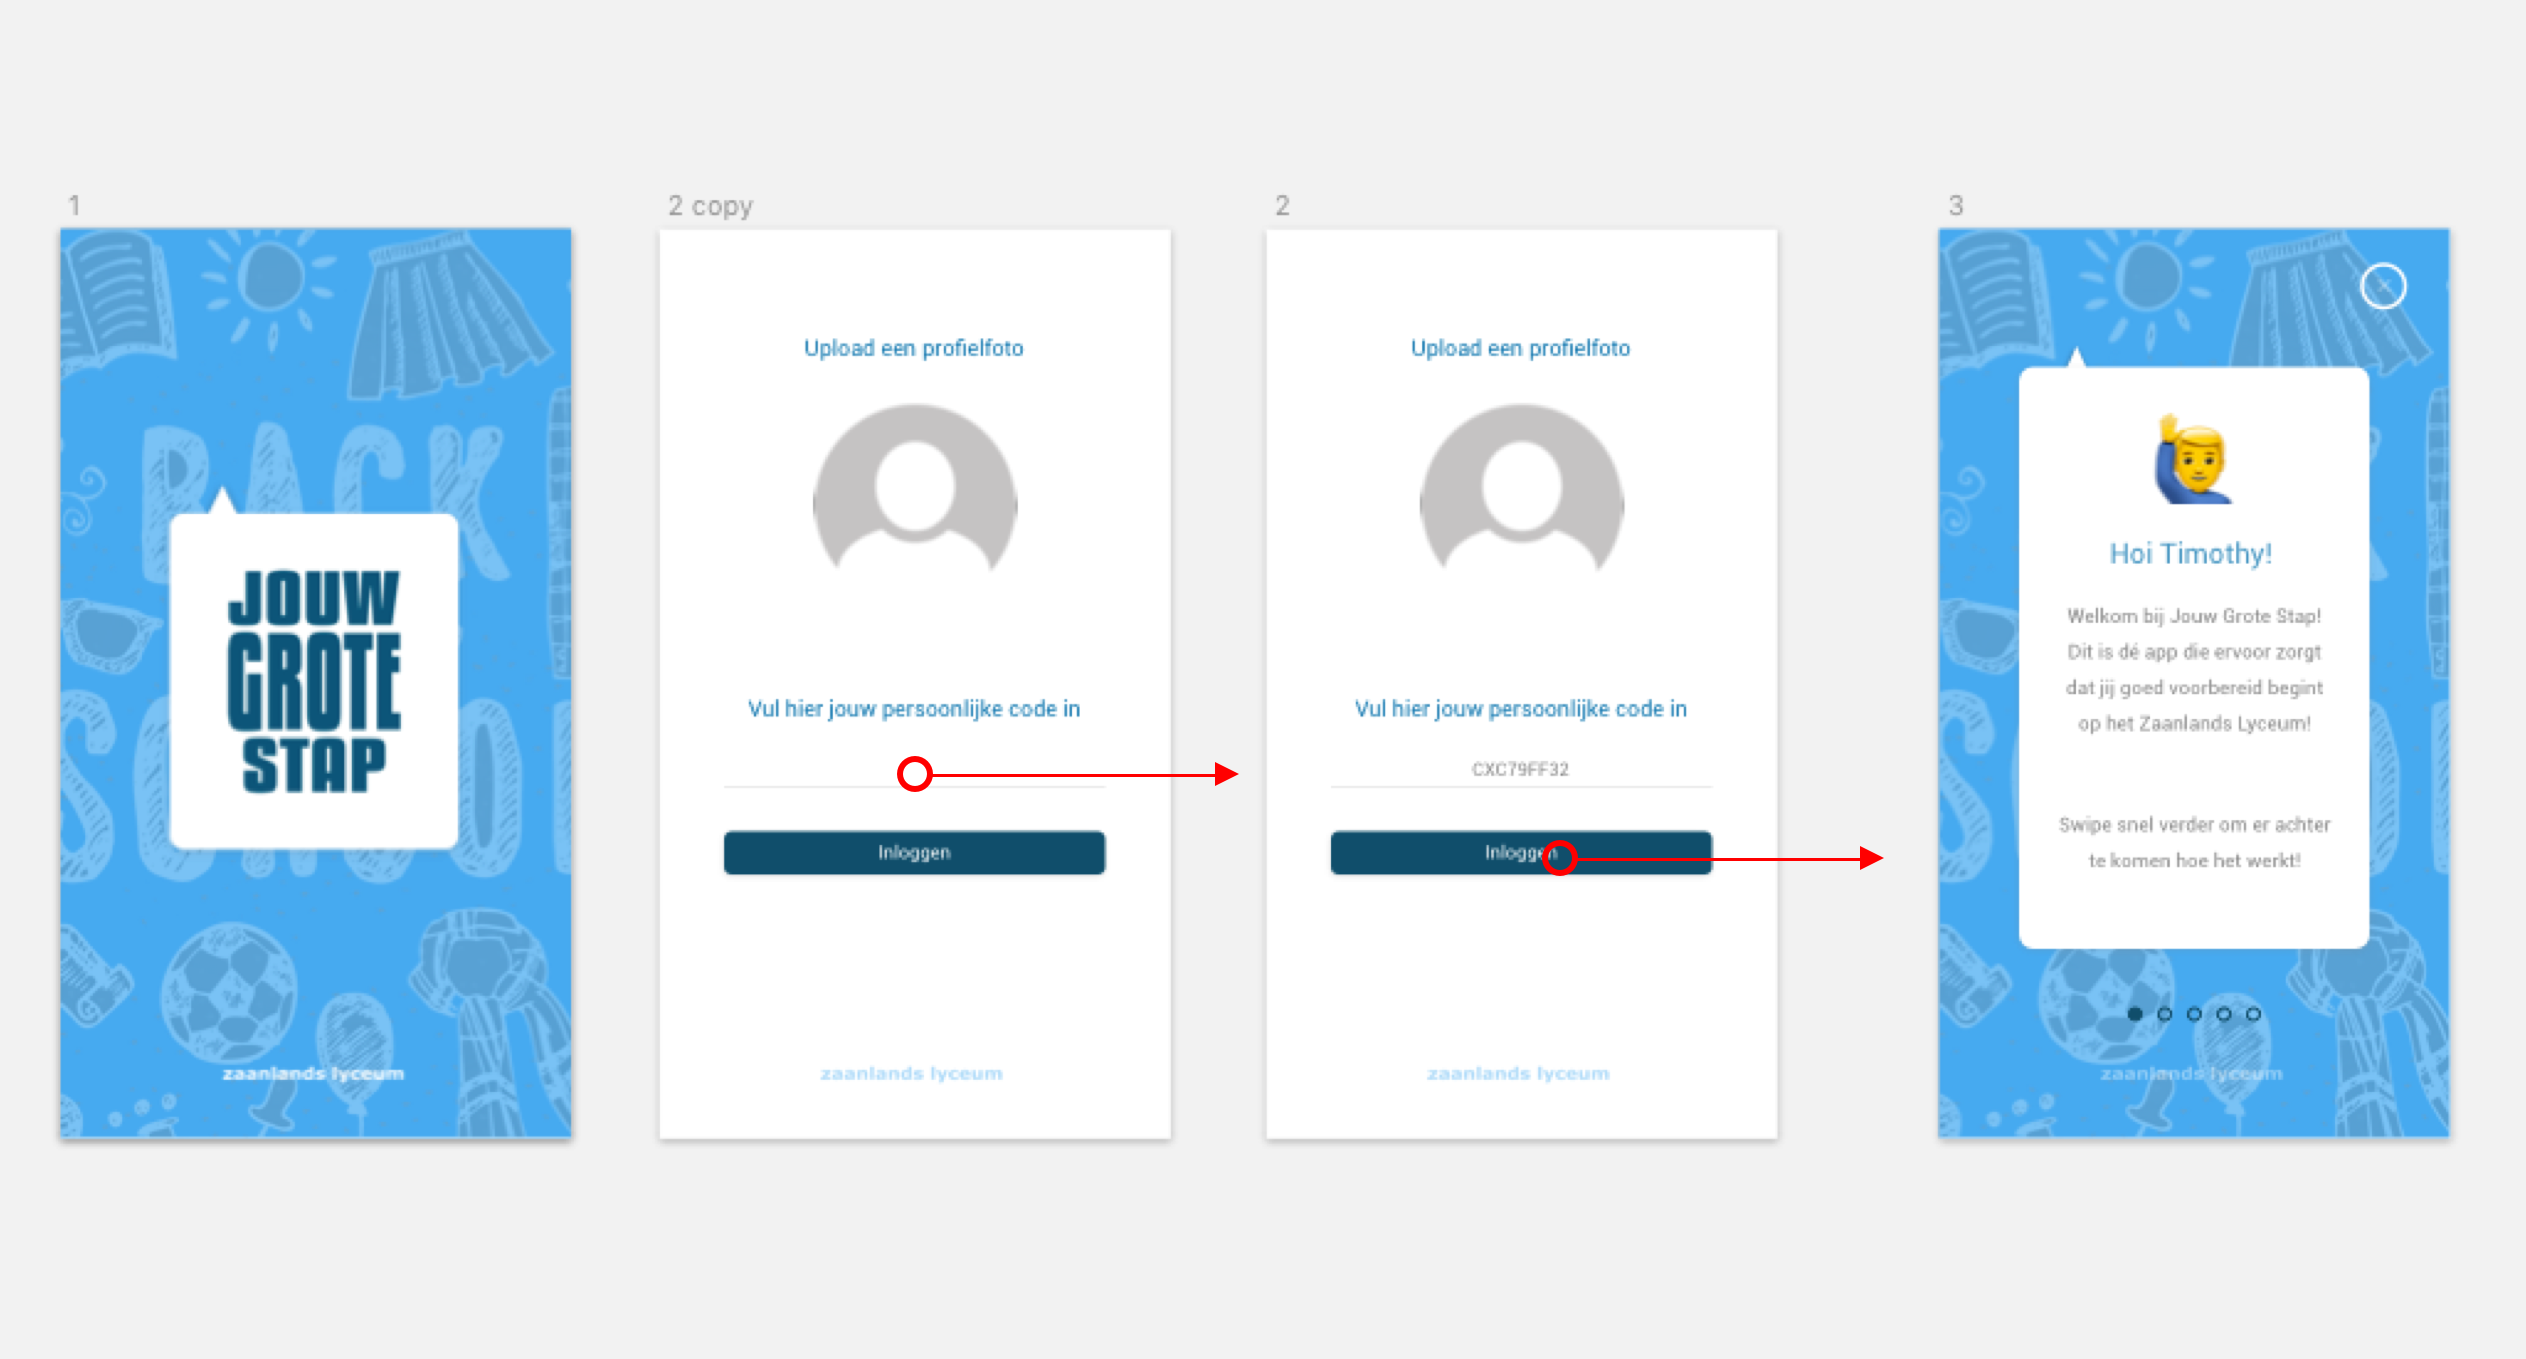 1
BACK
SCHOOL
JOUW
GROTE
STAP
zaanlands lyceum
2 copy
Upload een profielfoto
Vul hier jouw persoonlijke code in
Inloggen
zaanlands lyceum
2
Upload een profielfoto
Vul hier jouw persoonlijke code in
CXC79FF32
Inloggen
zaanlands lyceum
3
Hoi Timothy!
Welkom bij Jouw Grote Stap!
Dit is dé app die ervoor zorgt
dat jij goed voorbereid begint
op het Zaanlands Lyceum!
Swipe snel verder om er achter
te komen hoe het werkt!
zaanlands lyceum